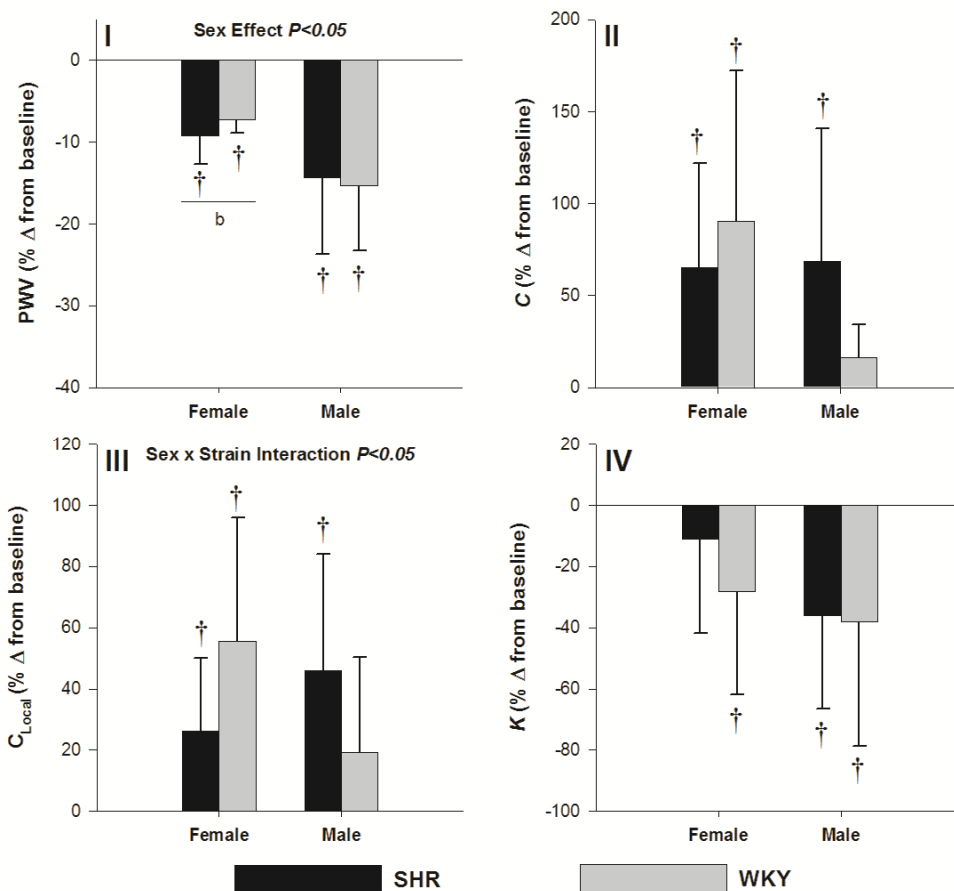 I
Sex Effect P<0.05
PWV (% Δ from baseline)
0
-10
-20
-30
-40
†
†
b
†
†
Female
Male
II
C (% Δ from baseline)
200
150
100
50
0
†
†
†
Female
Male
III
Sex x Strain Interaction P<0.05
CLocal (% Δ from baseline)
120
100
80
60
40
20
0
†
†
†
Female
Male
IV
K (% Δ from baseline)
20
0
-20
-40
-60
-80
-100
†
†
†
Female
Male
SHR
WKY